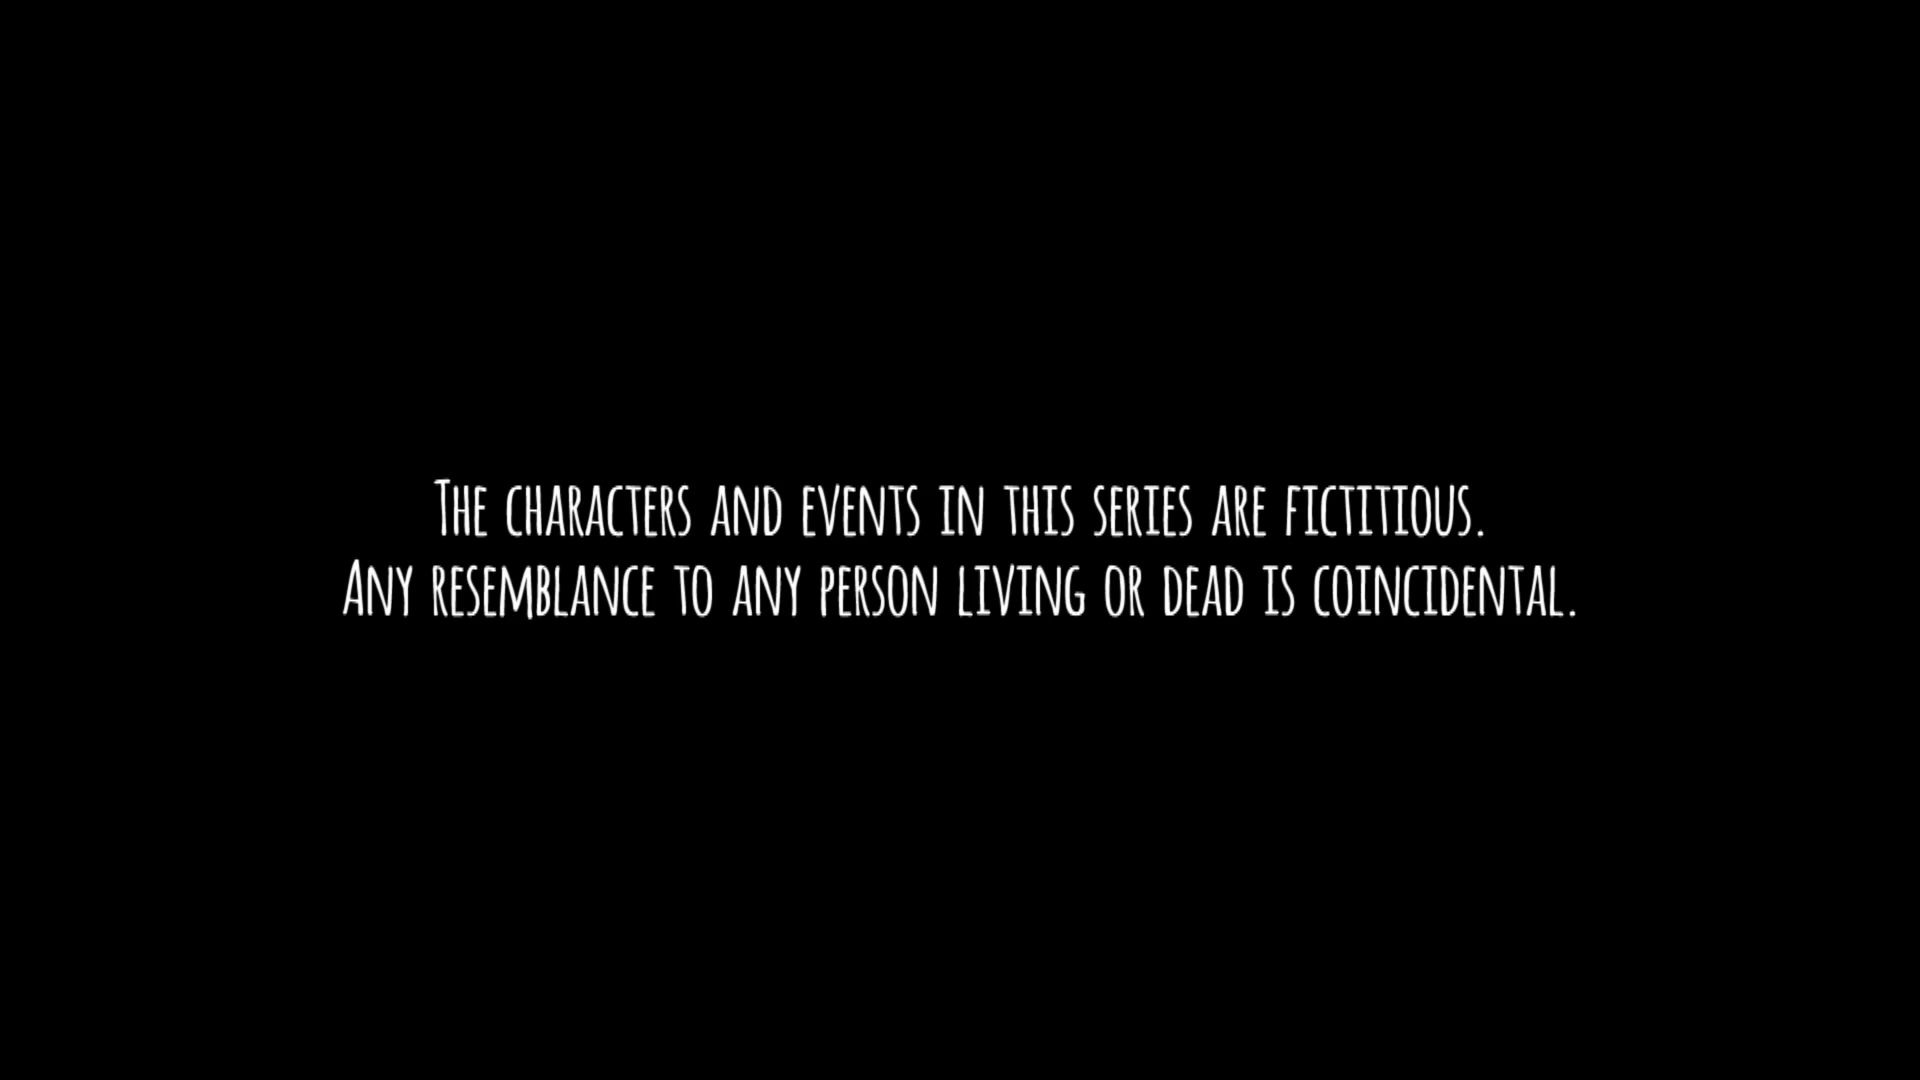 The characters and events in this series are fictitious.
Any resemblance to any person living or dead is coincidental.